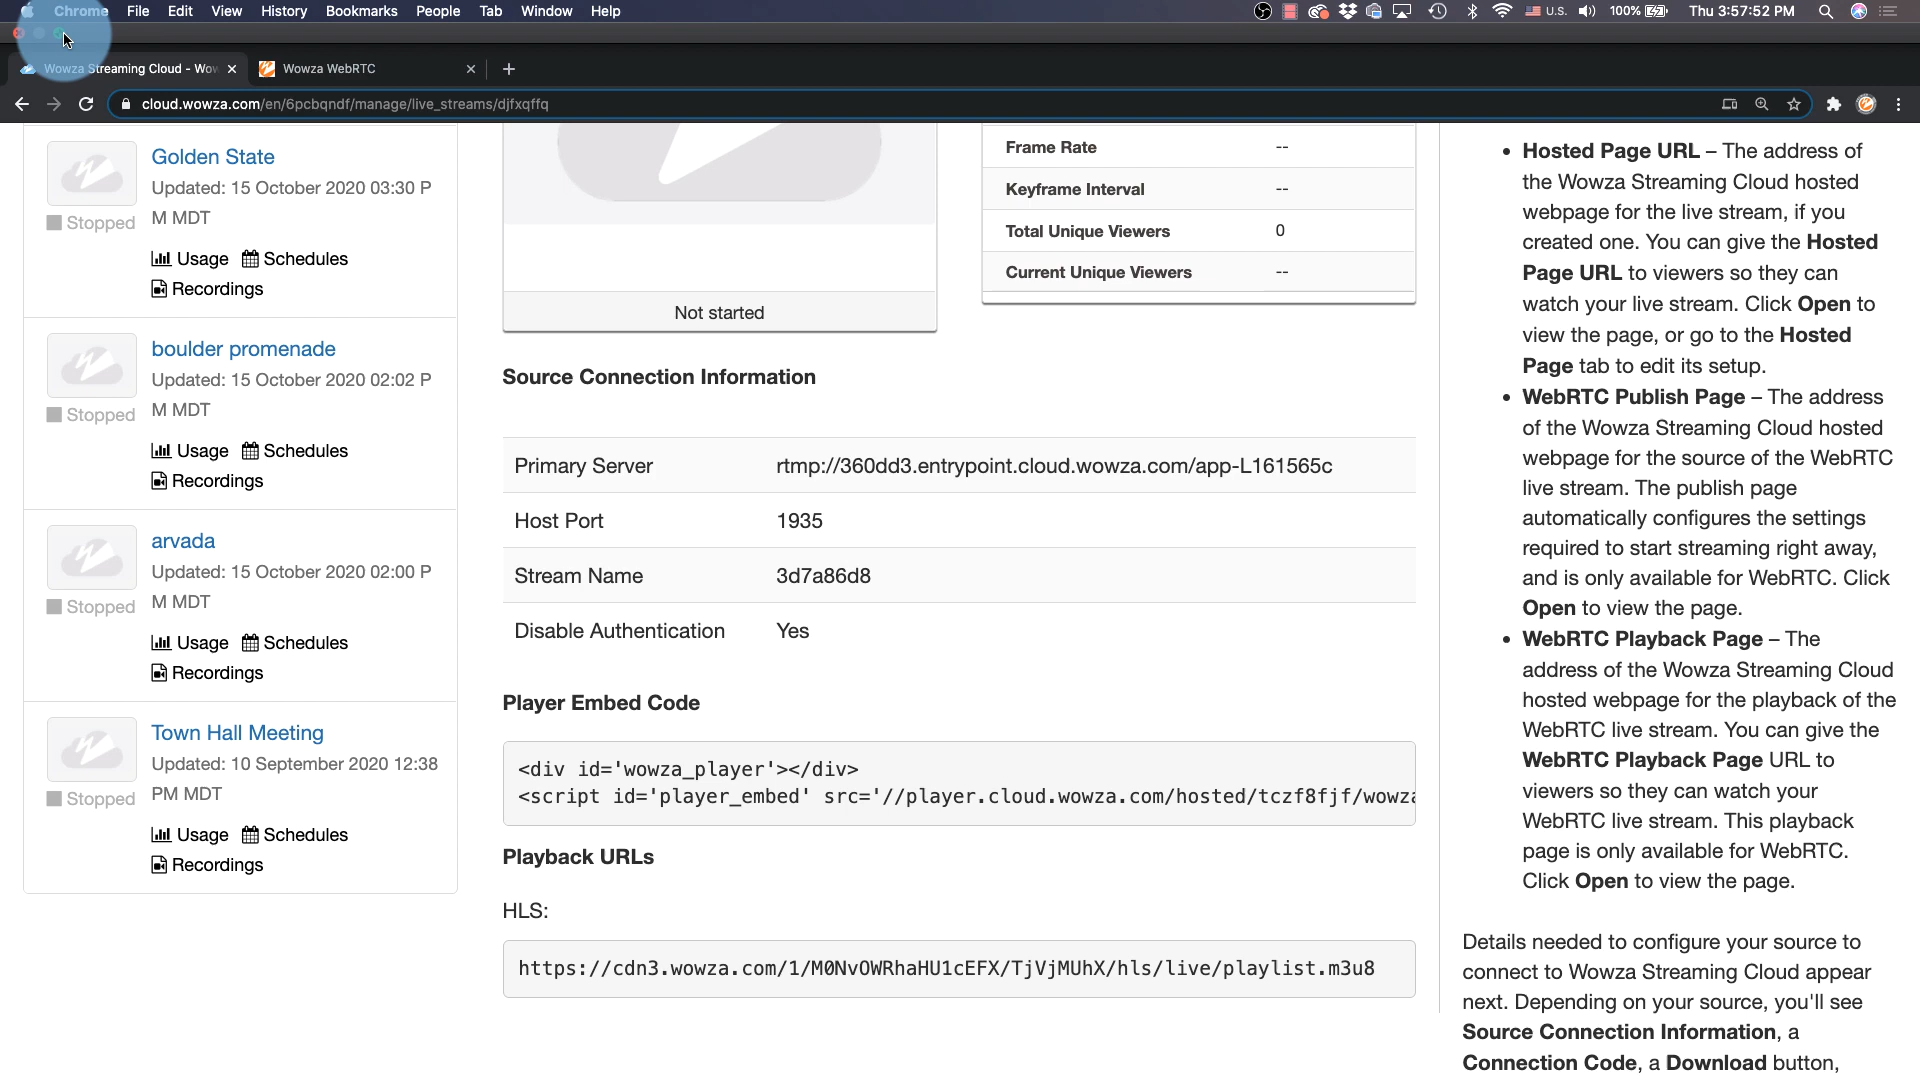 Chrome File Edit View History Bookmarks People Tab Window Help U.S. 100% Thu 3:57:52 PM
Wowza Streaming Cloud - Wow Wowza WebRTC
cloud.wowza.com/en/6pcbqndf/manage/live_streams/djfxqffq
Golden State
Updated: 15 October 2020 03:30 P
M MDT
Stopped
Usage Schedules
Recordings
boulder promenade
Updated: 15 October 2020 02:02 P
M MDT
Stopped
Usage Schedules
Recordings
arvada
Updated: 15 October 2020 02:00 P
M MDT
Stopped
Usage Schedules
Recordings
Town Hall Meeting
Updated: 10 September 2020 12:38
PM MDT
Stopped
Usage Schedules
Recordings
Not started
Frame Rate --
Keyframe Interval --
Total Unique Viewers 0
Current Unique Viewers --
Source Connection Information
Primary Server rtmp://360dd3.entrypoint.cloud.wowza.com/app-L161565c
Host Port 1935
Stream Name 3d7a86d8
Disable Authentication Yes
Player Embed Code
<div id='wowza_player'></div>
<script id='player_embed' src='//player.cloud.wowza.com/hosted/tczf8fjf/wowza
Playback URLs
HLS:
https://cdn3.wowza.com/1/M0NvOWRhaHU1cEFX/TjVjMUhX/hls/live/playlist.m3u8
• Hosted Page URL – The address of
the Wowza Streaming Cloud hosted
webpage for the live stream, if you
created one. You can give the Hosted
Page URL to viewers so they can
watch your live stream. Click Open to
view the page, or go to the Hosted
Page tab to edit its setup.
• WebRTC Publish Page – The address
of the Wowza Streaming Cloud hosted
webpage for the source of the WebRTC
live stream. The publish page
automatically configures the settings
required to start streaming right away,
and is only available for WebRTC. Click
Open to view the page.
• WebRTC Playback Page – The
address of the Wowza Streaming Cloud
hosted webpage for the playback of the
WebRTC live stream. You can give the
WebRTC Playback Page URL to
viewers so they can watch your
WebRTC live stream. This playback
page is only available for WebRTC.
Click Open to view the page.
Details needed to configure your source to
connect to Wowza Streaming Cloud appear
next. Depending on your source, you'll see
Source Connection Information, a
Connection Code, a Download button,